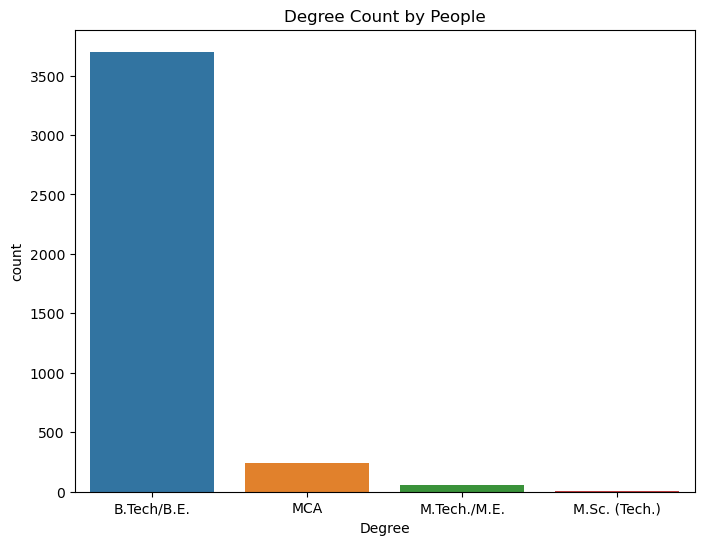 Degree Count by People
3500
3000
2500
2000
1500
1000
500
0
count
B.Tech/B.E.
MCA
M.Tech./M.E.
M.Sc. (Tech.)
Degree